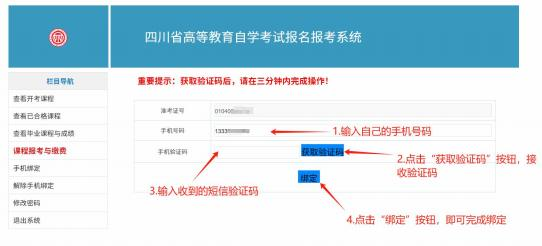 四川省高等教育自学考试报名报考系统
栏目导航
查看开考课程
查看已合格课程
查看毕业课程与成绩
课程报考与缴费
手机绑定
解除手机绑定
修改密码
退出系统
重要提示：获取验证码后，请在三分钟内完成操作！
准考证号 010405
手机号码 1333
1.输入自己的手机号码
手机验证码 获取验证码
2.点击“获取验证码”按钮，接
收验证码
3.输入收到的短信验证码
绑定
4.点击“绑定”按钮，即可完成绑定